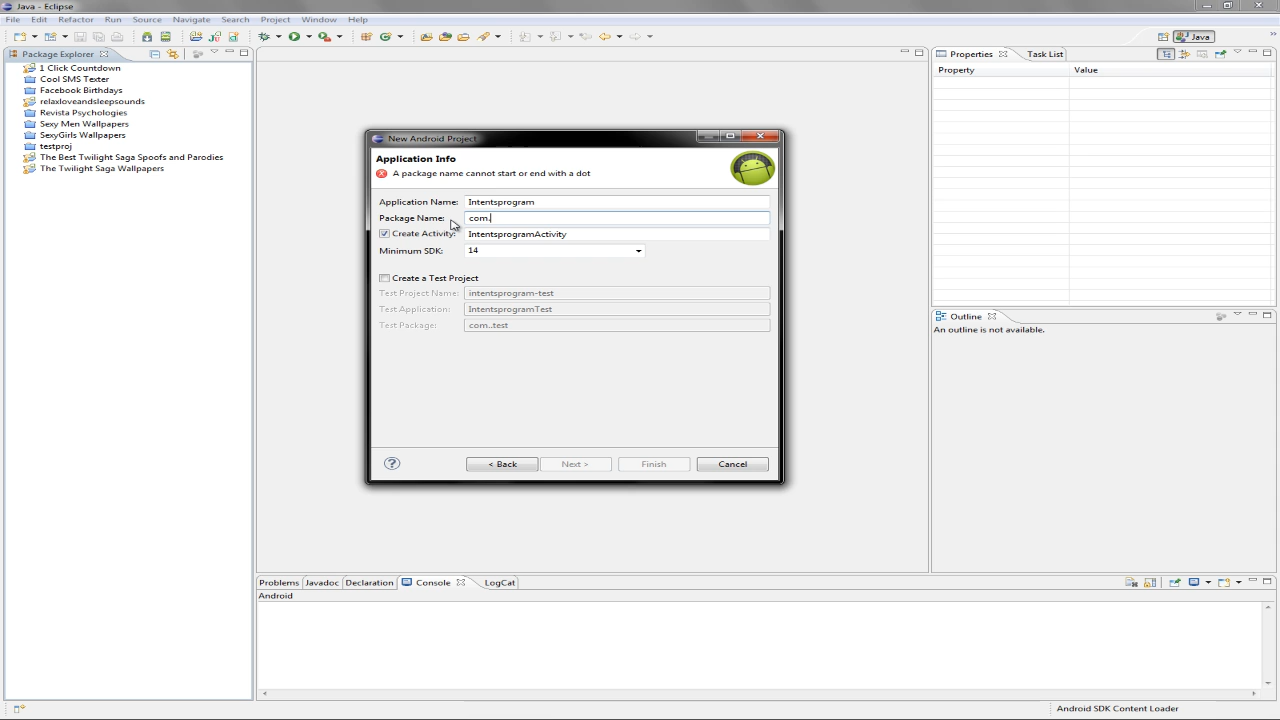 Java - Eclipse
File Edit Refactor Run Source Navigate Search Project Window Help
Java
Package Explorer
1 Click Countdown
Cool SMS Texter
Facebook Birthdays
relaxloveandsleepsounds
Revista Psychologies
Sexy Men Wallpapers
SexyGirls Wallpapers
testproj
The Best Twilight Saga Spoofs and Parodies
The Twilight Saga Wallpapers
New Android Project
Application Info
A package name cannot start or end with a dot
Application Name: Intentsprogram
Package Name: com.
Create Activity: IntentsprogramActivity
Minimum SDK: 14
Create a Test Project
Test Project Name: intentsprogram-test
Test Application: IntentsprogramTest
Test Package: com..test
? < Back Next > Finish Cancel
Properties Task List
Property Value
Outline
An outline is not available.
Problems Javadoc Declaration Console LogCat
Android
Android SDK Content Loader